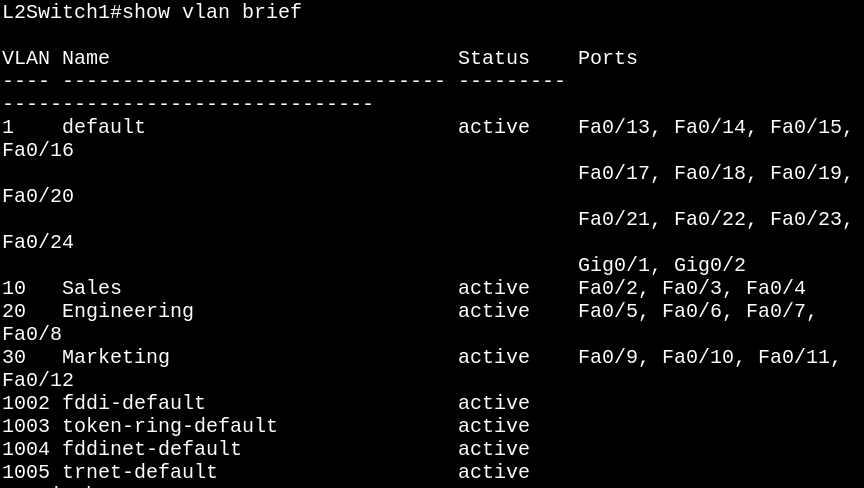 L2Switch1#show vlan brief
VLAN Name                             Status    Ports
---- -------------------------------- ---------
-------------------------------
1    default                          active    Fa0/13, Fa0/14, Fa0/15,
Fa0/16
                                                Fa0/17, Fa0/18, Fa0/19,
Fa0/20
                                                Fa0/21, Fa0/22, Fa0/23,
Fa0/24
                                                Gig0/1, Gig0/2
10   Sales                            active    Fa0/2, Fa0/3, Fa0/4
20   Engineering                      active    Fa0/5, Fa0/6, Fa0/7,
Fa0/8
30   Marketing                        active    Fa0/9, Fa0/10, Fa0/11,
Fa0/12
1002 fddi-default                     active
1003 token-ring-default               active
1004 fddinet-default                  active
1005 trnet-default                    active